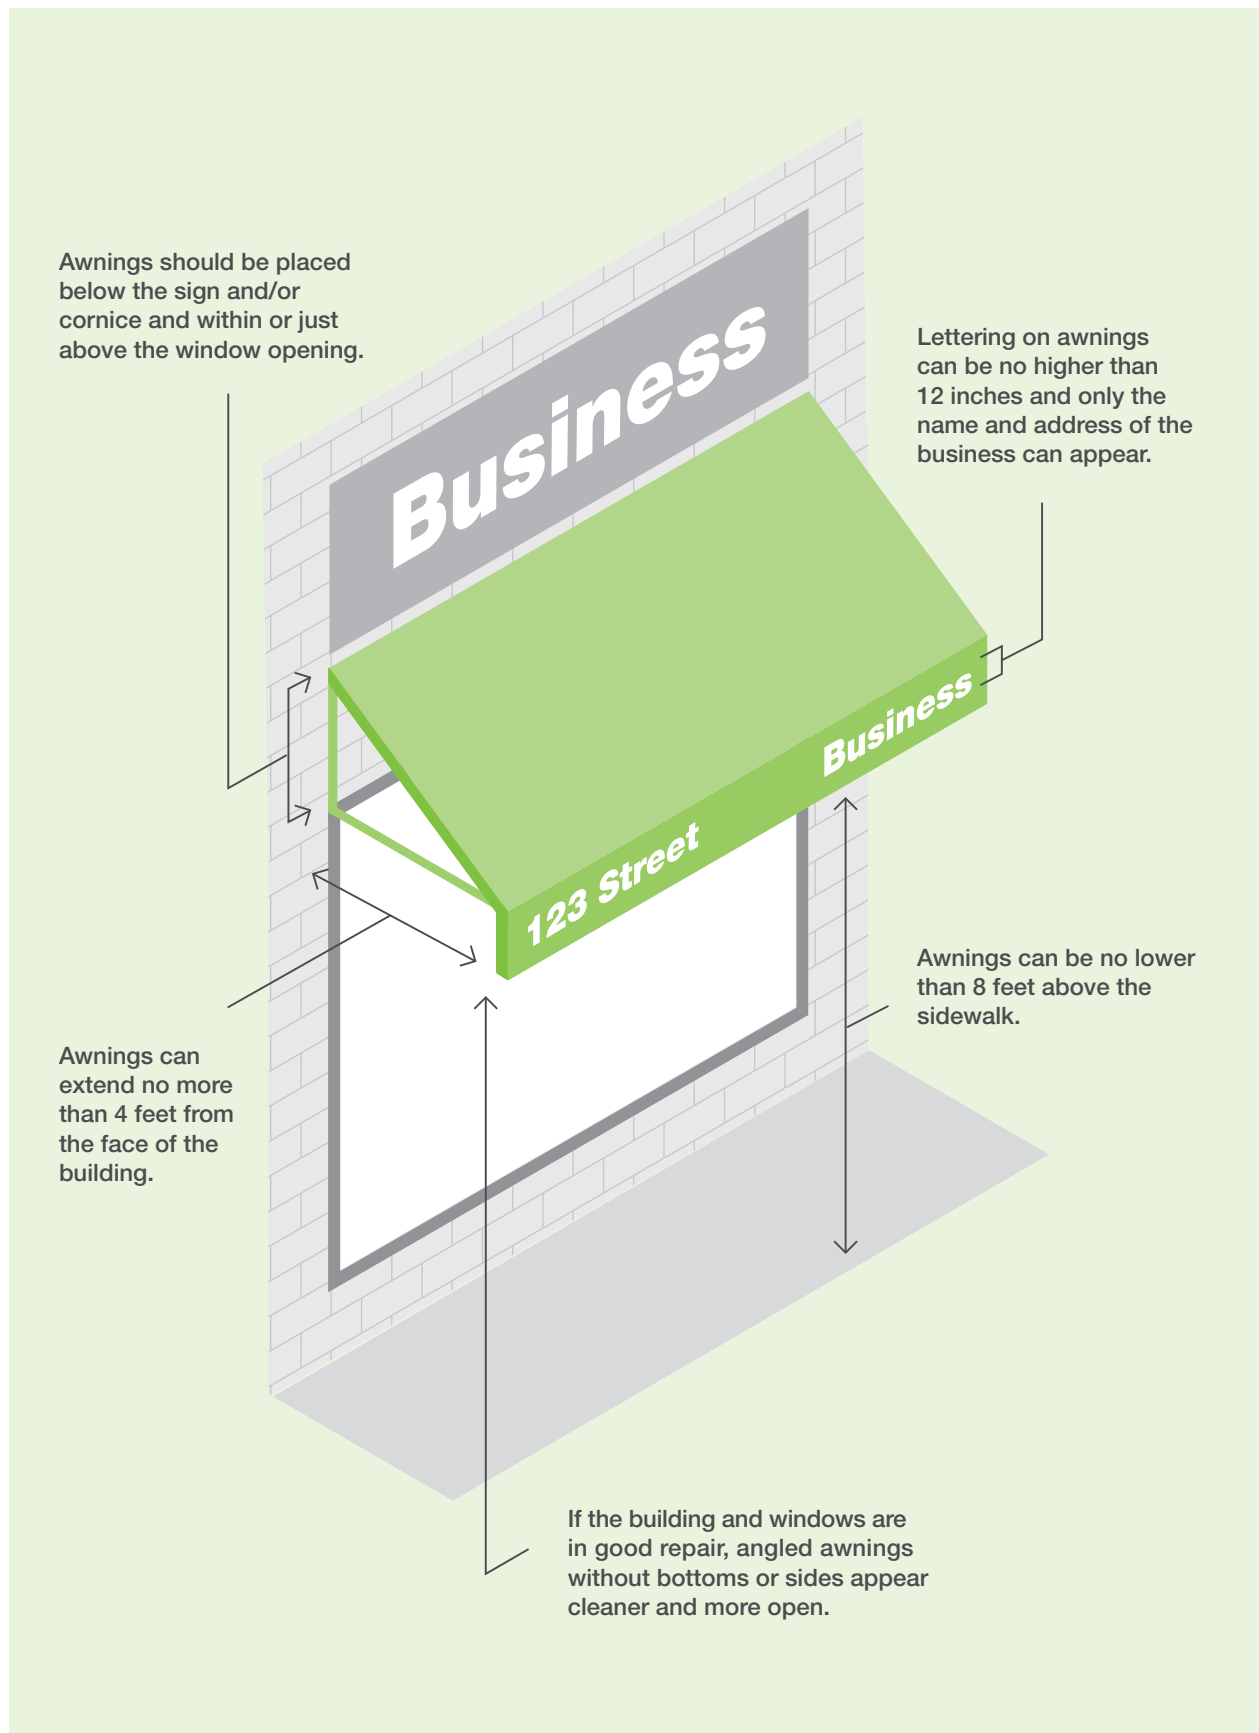 Awnings should be placed
below the sign and/or
cornice and within or just
above the window opening.
Business
Lettering on awnings
can be no higher than
12 inches and only the
name and address of the
business can appear.
Business
123 Street
Awnings can be no lower
than 8 feet above the
sidewalk.
Awnings can
extend no more
than 4 feet from
the face of the
building.
If the building and windows are
in good repair, angled awnings
without bottoms or sides appear
cleaner and more open.